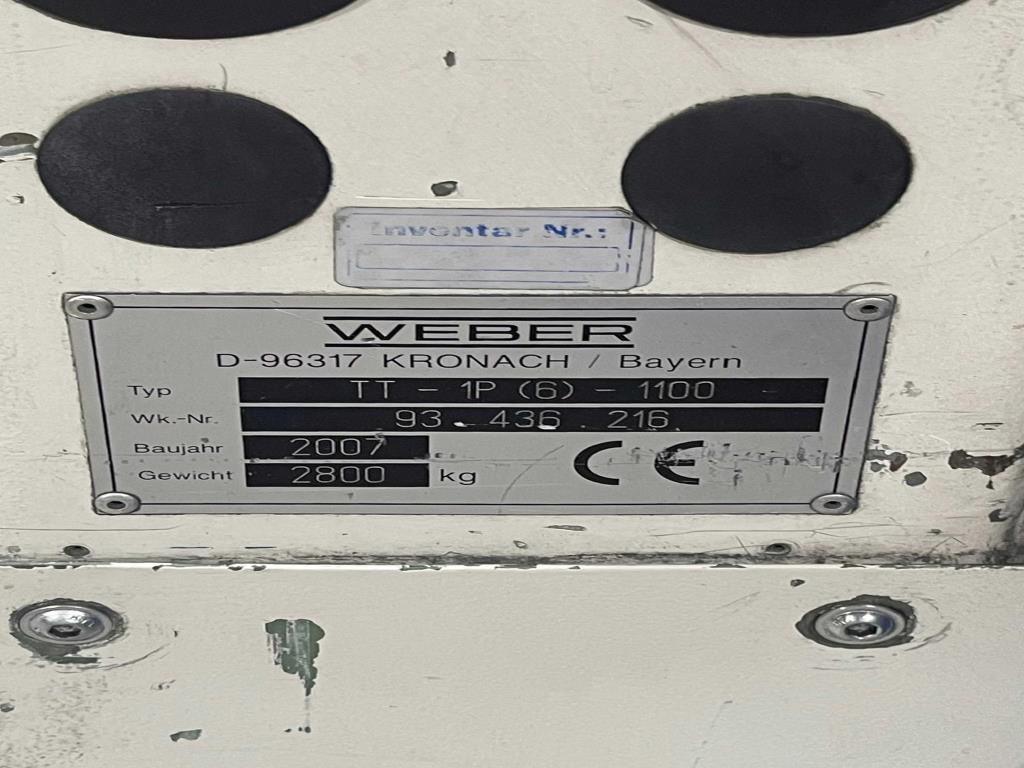 Inventar Nr.:
WEBER
D-96317 KRONACH / Bayern
Typ TT - 1P (6) - 1100
Wk.-Nr. 93. 436 . 216
Baujahr 2007
Gewicht 2800 kg
CE